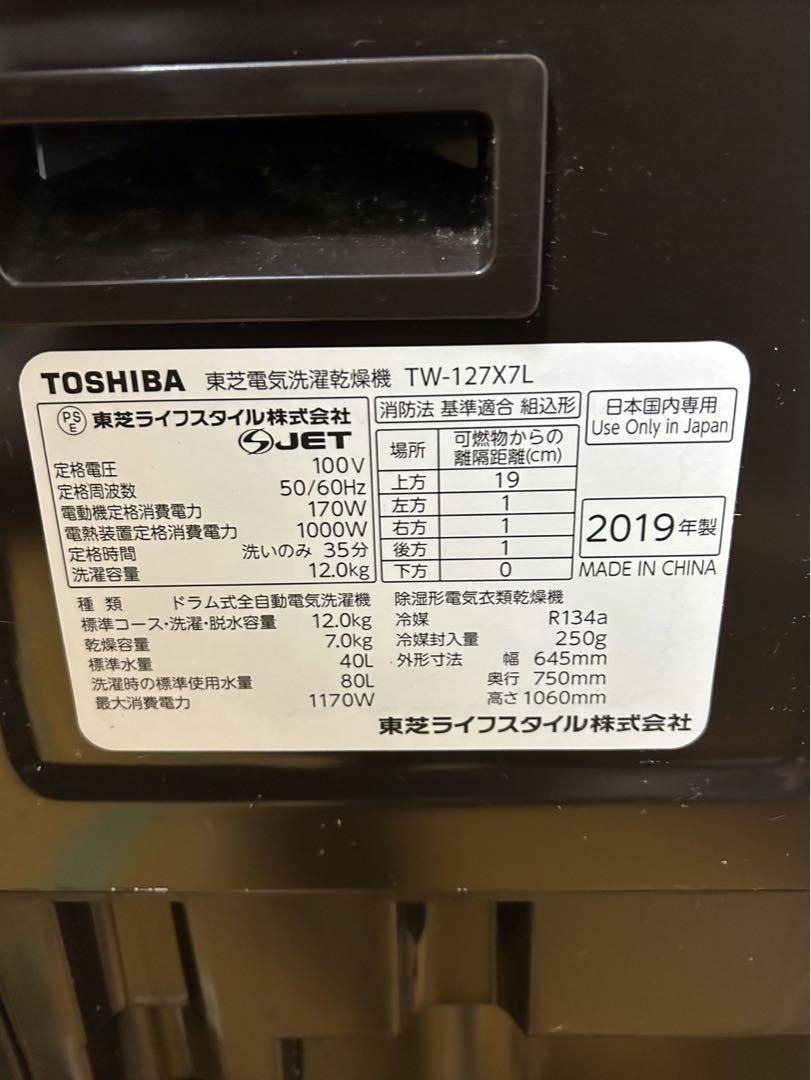 TOSHIBA 東芝電気洗濯乾燥機 TW-127X7L
PS E 東芝ライフスタイル株式会社
SJET
定格電圧 100V
定格周波数 50/60Hz
電動機定格消費電力 170W
電熱装置定格消費電力 1000W
定格時間 洗いのみ 35分
洗濯容量 12.0kg
消防法 基準適合 組込形
場所 可燃物からの離隔距離(cm)
上方 19
左方 1
右方 1
後方 1
下方 0
日本国内専用
Use Only in Japan
2019年製
MADE IN CHINA
種類 ドラム式全自動電気洗濯機
標準コース・洗濯・脱水容量 12.0kg
乾燥容量 7.0kg
標準水量 40L
洗濯時の標準使用水量 80L
最大消費電力 1170W
除湿形電気衣類乾燥機
冷媒 R134a
冷媒封入量 250g
外形寸法 幅 645mm
奥行 750mm
高さ 1060mm
東芝ライフスタイル株式会社